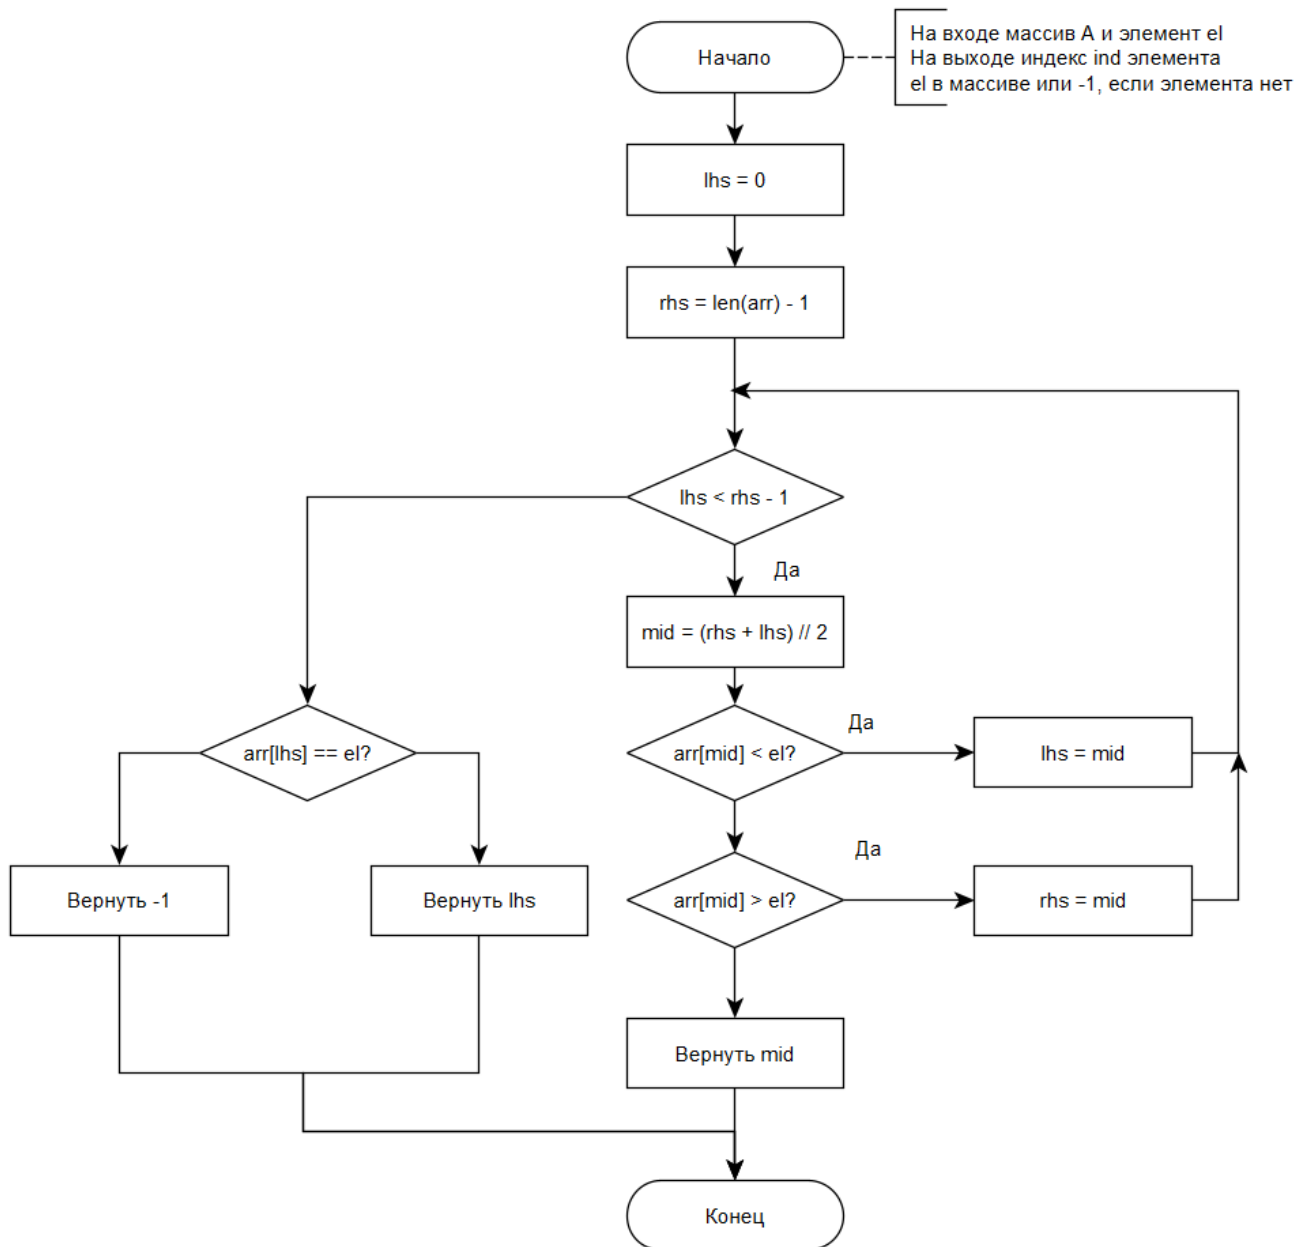 Начало
На входе массив A и элемент el
На выходе индекс ind элемента
el в массиве или -1, если элемента нет
lhs = 0
rhs = len(arr) - 1
lhs < rhs - 1
Да
mid = (rhs + lhs) // 2
arr[lhs] == el?
arr[mid] < el?
Да
lhs = mid
Вернуть -1
Вернуть lhs
arr[mid] > el?
Да
rhs = mid
Вернуть mid
Конец